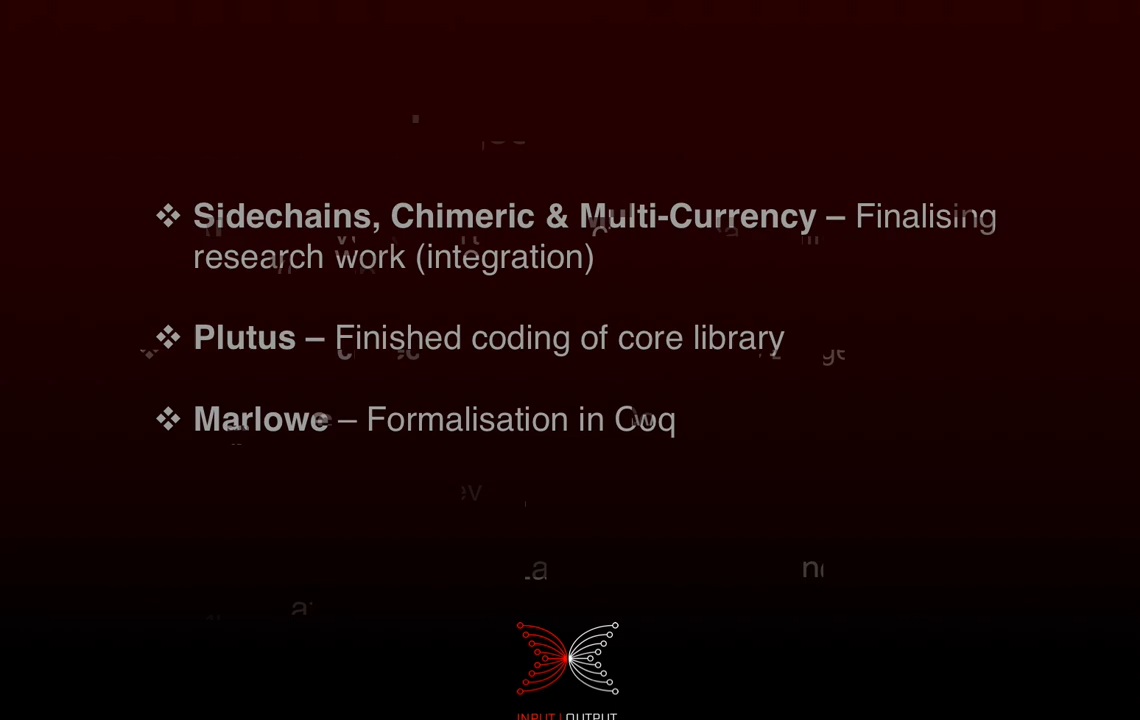 ❖ Sidechains, Chimeric & Multi-Currency – Finalising
research work (integration)
❖ Plutus – Finished coding of core library
❖ Marlowe – Formalisation in Coq
INPUT | OUTPUT